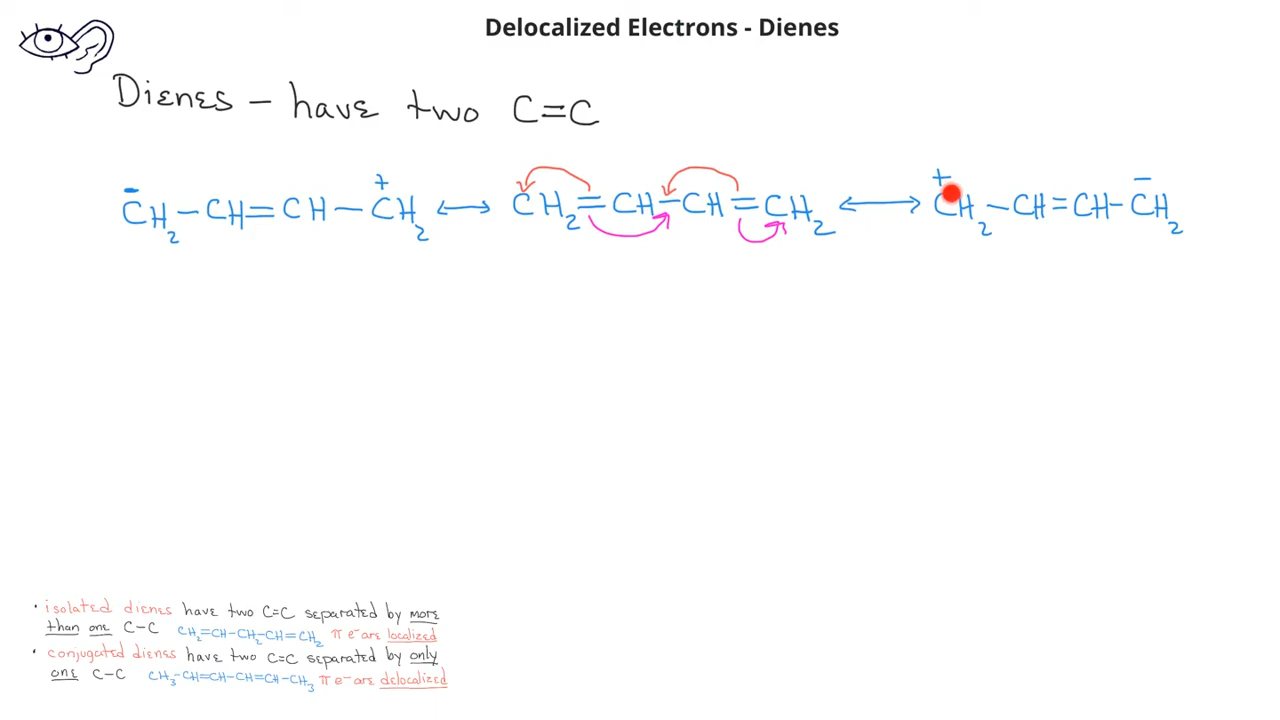 Delocalized Electrons - Dienes
Dienes – have two C=C
⁻CH₂–CH=CH–⁺CH₂ ↔ CH₂=CH–CH=CH₂ ↔ ⁺CH₂–CH=CH–⁻CH₂
• isolated dienes have two C=C separated by more
than one C–C CH₂=CH–CH₂–CH=CH₂ π e⁻ are localized
• conjugated dienes have two C=C separated by only
one C–C CH₃–CH=CH–CH=CH–CH₃ π e⁻ are delocalized